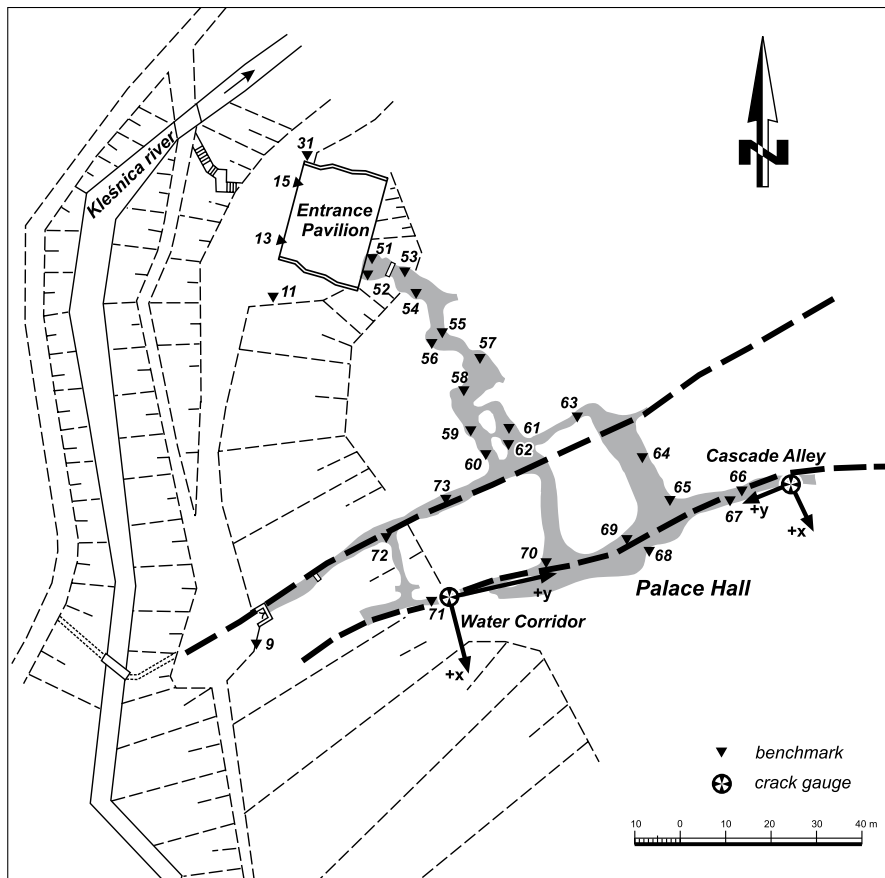 31
15
Kleśnica river
Entrance
Pavilion
N
13
51
53
52
11
54
55
56
57
58
63
61
59
62
64
60
Cascade Alley
66
73
65
67
+y
+x
72
69
70
68
+y
Palace Hall
71
Water Corridor
9
+x
benchmark
crack gauge
10 0 10 20 30 40 m